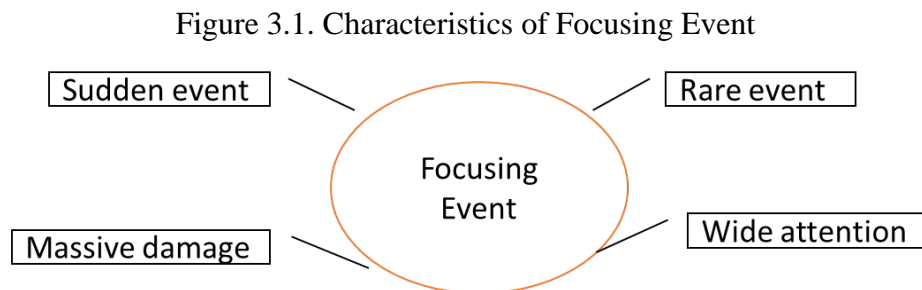 Figure 3.1. Characteristics of Focusing Event
Sudden event
Rare event
Focusing
Event
Massive damage
Wide attention